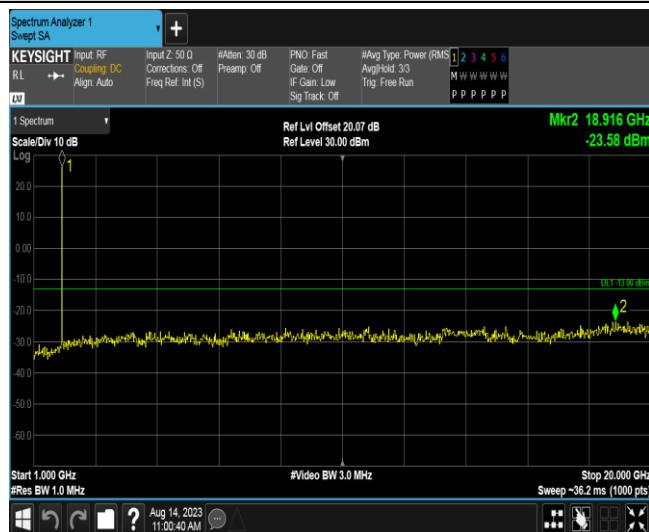 Spectrum Analyzer 1
Swept SA
+
KEYSIGHT
RL
LXI
Input: RF
Coupling: DC
Align: Auto
Input Z: 50 Ω
Corrections: Off
Freq Ref: Int (S)
#Atten: 30 dB
Preamp: Off
PNO: Fast
Gate: Off
IF Gain: Low
Sig Track: Off
#Avg Type: Power (RMS
Avg|Hold: 3/3
Trig: Free Run
1 2 3 4 5 6
M W W W W W
P P P P P P
1 Spectrum
Scale/Div 10 dB
Log
Ref Lvl Offset 20.07 dB
Ref Level 30.00 dBm
Mkr2 18.916 GHz
-23.58 dBm
1
20.0
10.0
0.00
-10.0
DL1 -13.00 dBm
-20.0
2
-30.0
-40.0
-50.0
-60.0
Start 1.000 GHz
#Res BW 1.0 MHz
#Video BW 3.0 MHz
Stop 20.000 GHz
Sweep ~36.2 ms (1000 pts)
?
Aug 14, 2023
11:00:40 AM